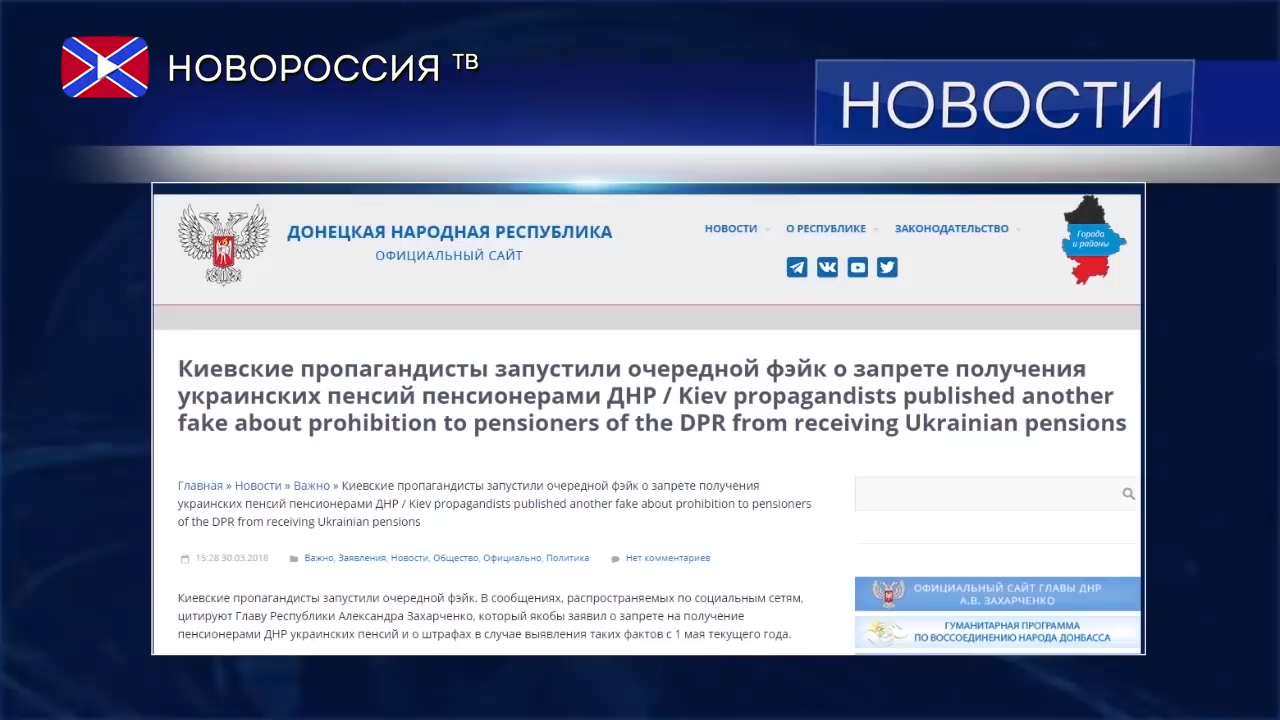 НОВОРОССИЯ ТВ
НОВОСТИ
ДОНЕЦКАЯ НАРОДНАЯ РЕСПУБЛИКА
ОФИЦИАЛЬНЫЙ САЙТ
НОВОСТИ О РЕСПУБЛИКЕ ЗАКОНОДАТЕЛЬСТВО
Города
и районы
Киевские пропагандисты запустили очередной фэйк о запрете получения
украинских пенсий пенсионерами ДНР / Kiev propagandists published another
fake about prohibition to pensioners of the DPR from receiving Ukrainian pensions
Главная » Новости » Важно » Киевские пропагандисты запустили очередной фэйк о запрете получения
украинских пенсий пенсионерами ДНР / Kiev propagandists published another fake about prohibition to pensioners
of the DPR from receiving Ukrainian pensions
15:28 30.03.2018 Важно, Заявления, Новости, Общество, Официально, Политика Нет комментариев
Киевские пропагандисты запустили очередной фэйк. В сообщениях, распространяемых по социальным сетям,
цитируют Главу Республики Александра Захарченко, который якобы заявил о запрете на получение
пенсионерами ДНР украинских пенсий и о штрафах в случае выявления таких фактов с 1 мая текущего года.
ОФИЦИАЛЬНЫЙ САЙТ ГЛАВЫ ДНР
А.В. ЗАХАРЧЕНКО
ГУМАНИТАРНАЯ ПРОГРАММА
ПО ВОССОЕДИНЕНИЮ НАРОДА ДОНБАССА